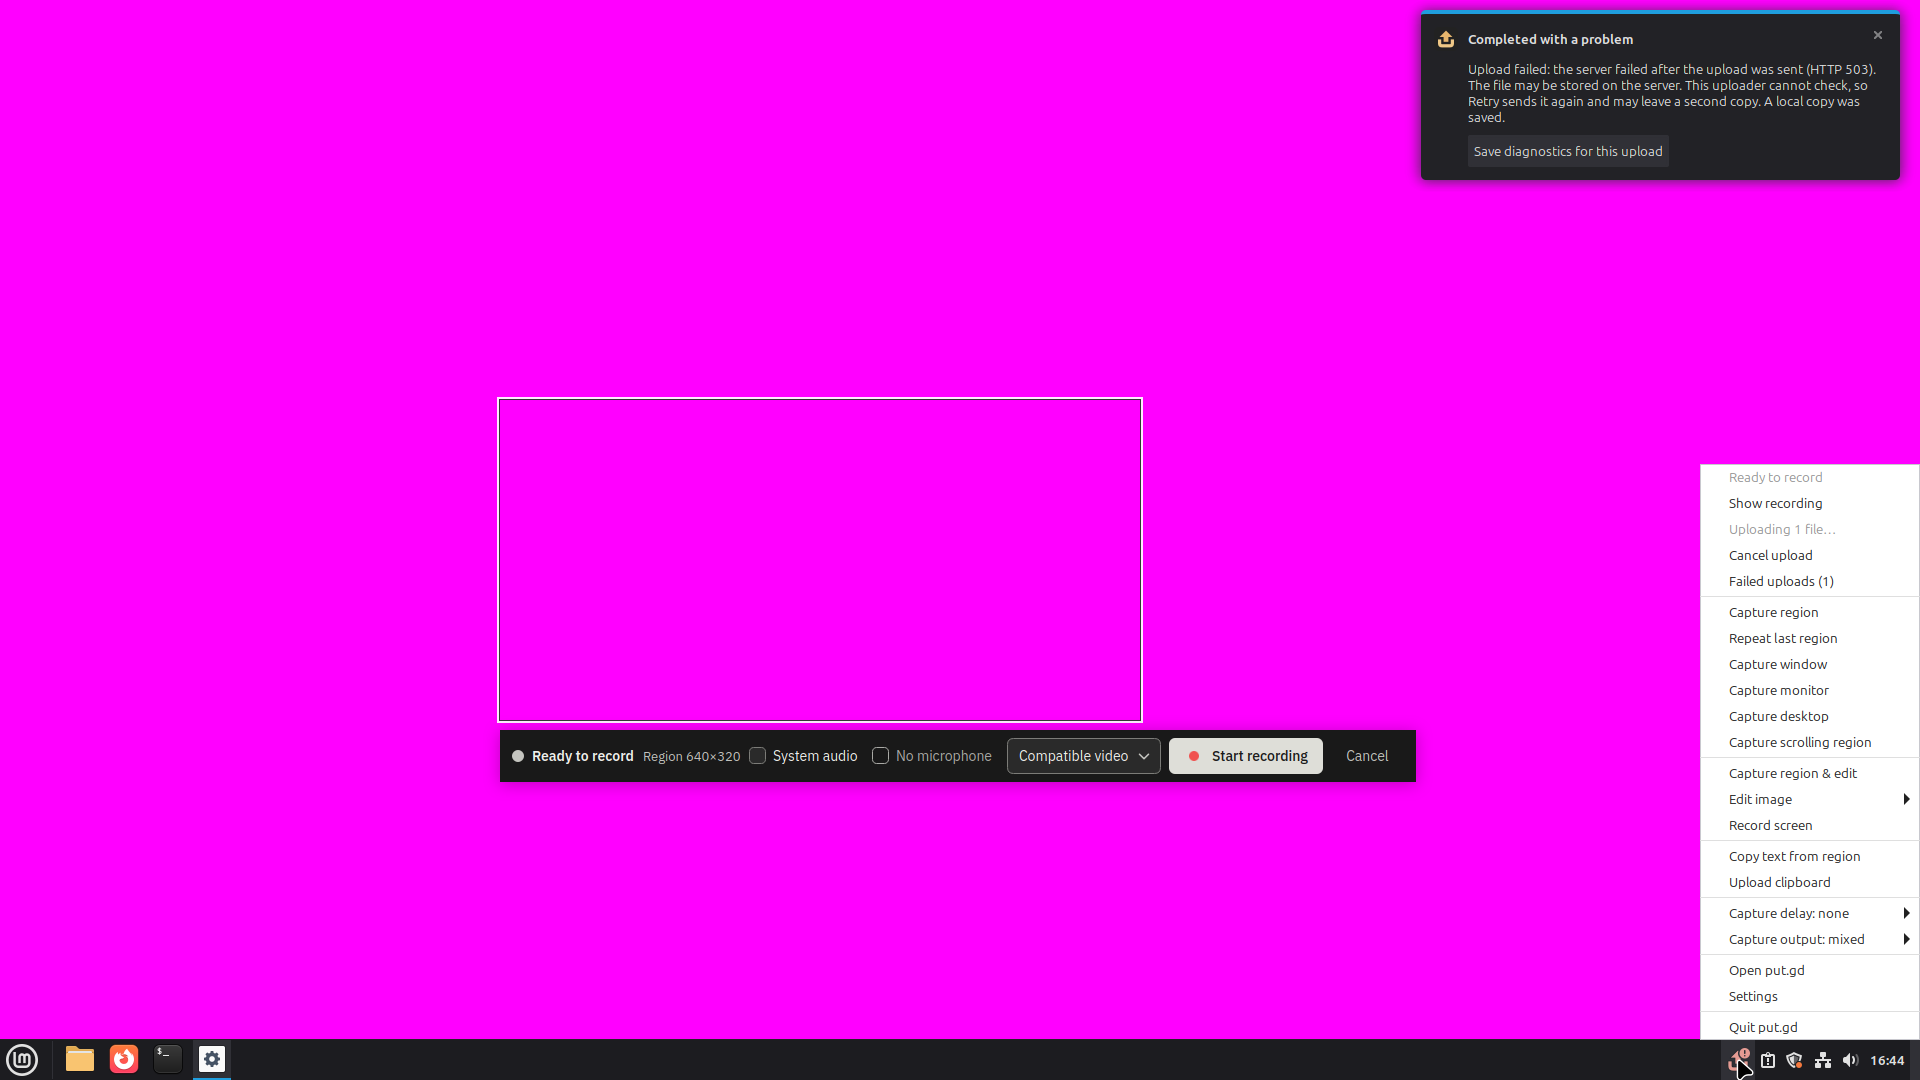 Completed with a problem
Upload failed: the server failed after the upload was sent (HTTP 503).
The file may be stored on the server. This uploader cannot check, so
Retry sends it again and may leave a second copy. A local copy was
saved.
Save diagnostics for this upload
Ready to record
Show recording
Uploading 1 file…
Cancel upload
Failed uploads (1)
Capture region
Repeat last region
Capture window
Capture monitor
Capture desktop
Capture scrolling region
Ready to record Region 640×320 System audio No microphone Compatible video Start recording Cancel
Capture region & edit
Edit image
Record screen
Copy text from region
Upload clipboard
Capture delay: none
Capture output: mixed
Open put.gd
Settings
Quit put.gd
16:44